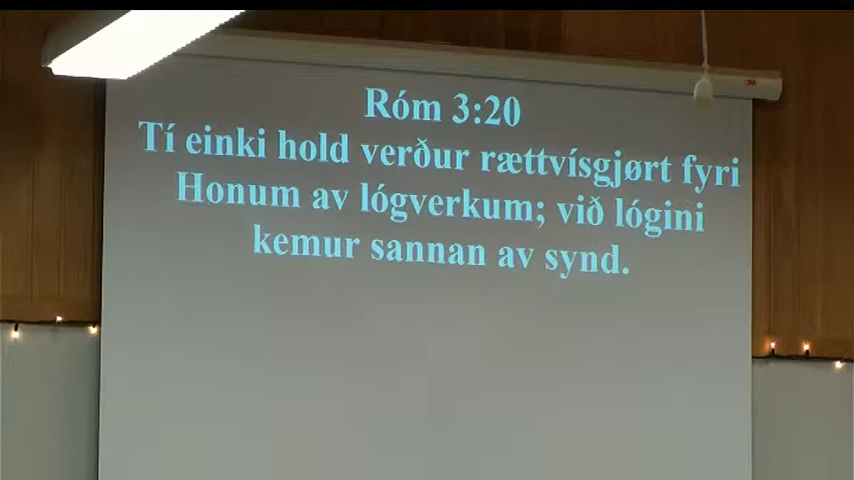 Róm 3:20
Tí einki hold verður rættvísgjørt fyri
Honum av lógverkum; við lógini
kemur sannan av synd.